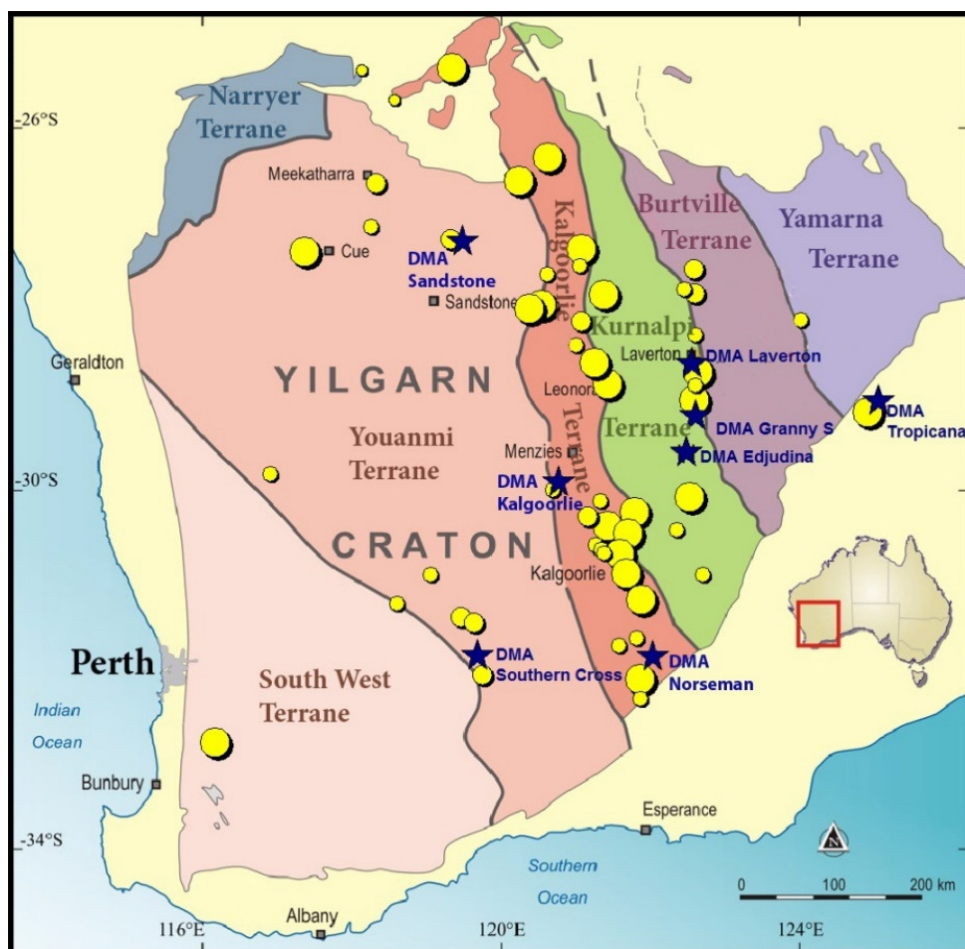 -26°S
Narryer
Terrane
Meekatharra
Kalgoorlie
Terrane
Burtville
Terrane
Yamarna
Terrane
Cue
DMA
Sandstone
Sandstone
Kurnalpi
Terrane
Laverton
DMA Laverton
Geraldton
YILGARN
Leonora
Youanmi
Terrane
DMA Granny S
DMA
Tropicana
Menzies
DMA Edjudina
-30°S
DMA
Kalgoorlie
CRATON
Kalgoorlie
Perth
DMA
Southern Cross
DMA
Norseman
South West
Terrane
Indian
Ocean
Bunbury
Esperance
-34°S
N
Southern
Ocean
0 100 200 km
Albany
116°E
120°E
124°E